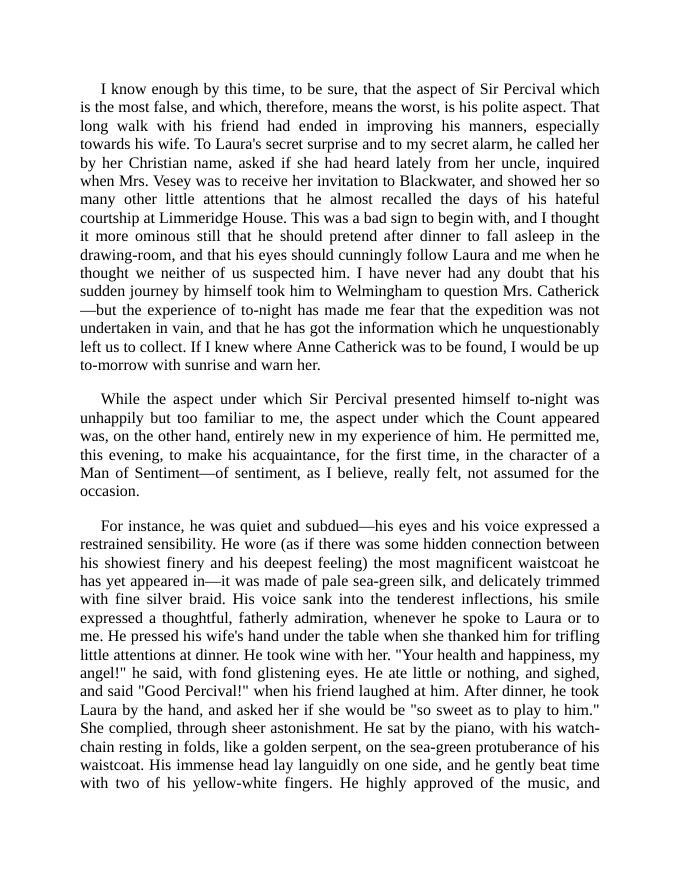 I know enough by this time, to be sure, that the aspect of Sir Percival which
is the most false, and which, therefore, means the worst, is his polite aspect. That
long walk with his friend had ended in improving his manners, especially
towards his wife. To Laura's secret surprise and to my secret alarm, he called her
by her Christian name, asked if she had heard lately from her uncle, inquired
when Mrs. Vesey was to receive her invitation to Blackwater, and showed her so
many other little attentions that he almost recalled the days of his hateful
courtship at Limmeridge House. This was a bad sign to begin with, and I thought
it more ominous still that he should pretend after dinner to fall asleep in the
drawing-room, and that his eyes should cunningly follow Laura and me when he
thought we neither of us suspected him. I have never had any doubt that his
sudden journey by himself took him to Welmingham to question Mrs. Catherick
—but the experience of to-night has made me fear that the expedition was not
undertaken in vain, and that he has got the information which he unquestionably
left us to collect. If I knew where Anne Catherick was to be found, I would be up
to-morrow with sunrise and warn her.
While the aspect under which Sir Percival presented himself to-night was
unhappily but too familiar to me, the aspect under which the Count appeared
was, on the other hand, entirely new in my experience of him. He permitted me,
this evening, to make his acquaintance, for the first time, in the character of a
Man of Sentiment—of sentiment, as I believe, really felt, not assumed for the
occasion.
For instance, he was quiet and subdued—his eyes and his voice expressed a
restrained sensibility. He wore (as if there was some hidden connection between
his showiest finery and his deepest feeling) the most magnificent waistcoat he
has yet appeared in—it was made of pale sea-green silk, and delicately trimmed
with fine silver braid. His voice sank into the tenderest inflections, his smile
expressed a thoughtful, fatherly admiration, whenever he spoke to Laura or to
me. He pressed his wife's hand under the table when she thanked him for trifling
little attentions at dinner. He took wine with her. "Your health and happiness, my
angel!" he said, with fond glistening eyes. He ate little or nothing, and sighed,
and said "Good Percival!" when his friend laughed at him. After dinner, he took
Laura by the hand, and asked her if she would be "so sweet as to play to him."
She complied, through sheer astonishment. He sat by the piano, with his watch-
chain resting in folds, like a golden serpent, on the sea-green protuberance of his
waistcoat. His immense head lay languidly on one side, and he gently beat time
with two of his yellow-white fingers. He highly approved of the music, and